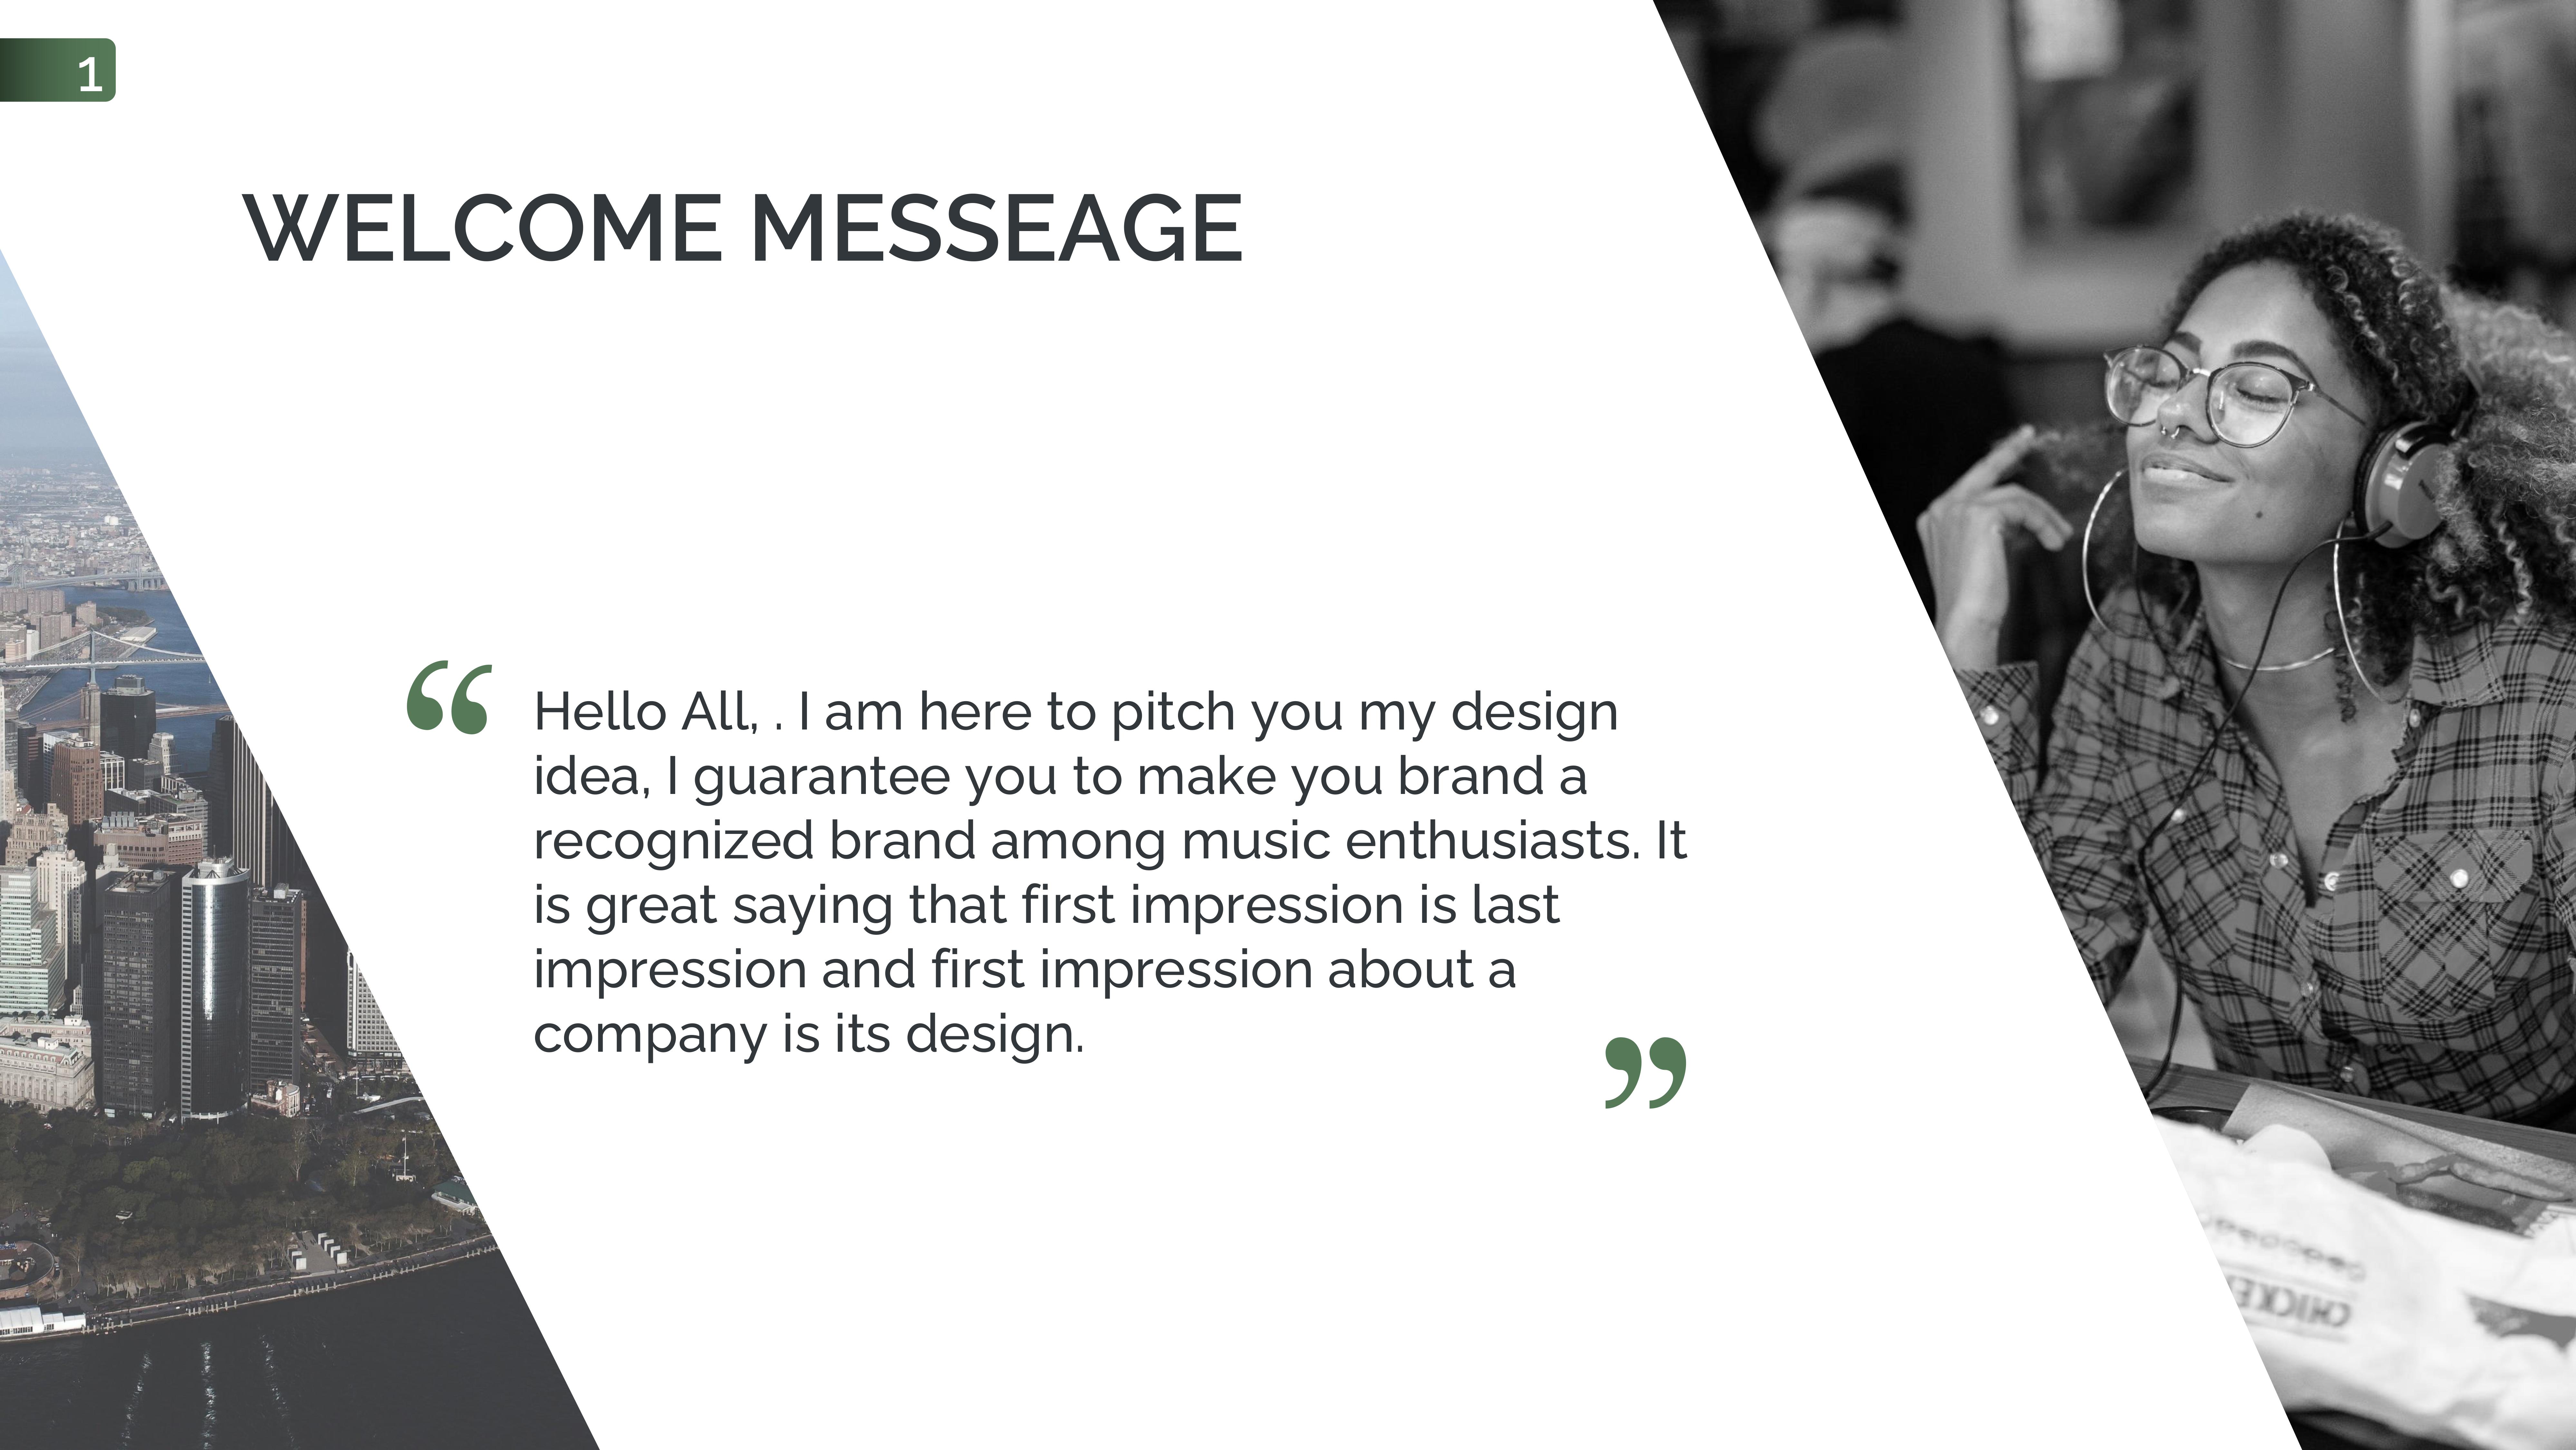 1
WELCOME MESSEAGE
“ Hello All, . I am here to pitch you my design
idea, I guarantee you to make you brand a
recognized brand among music enthusiasts. It
is great saying that first impression is last
impression and first impression about a
company is its design. ”